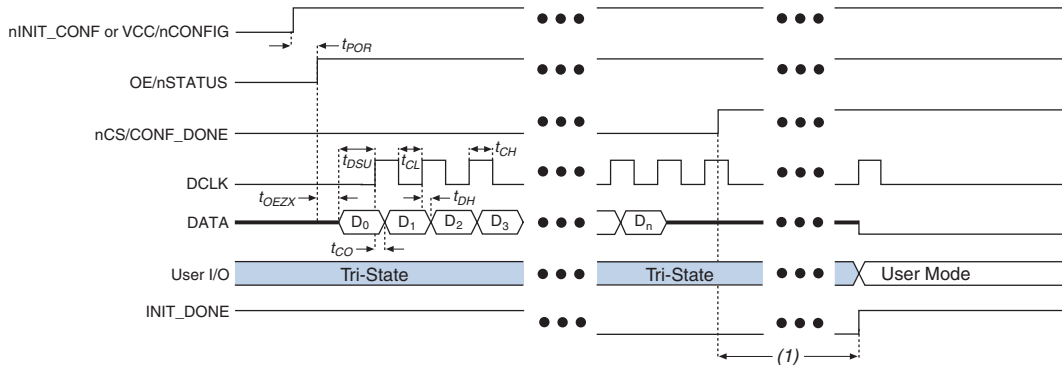 nINIT_CONF or VCC/nCONFIG
tPOR
OE/nSTATUS
nCS/CONF_DONE
tDSU
tCL
tCH
DCLK
tOEZX
tDH
DATA
D0 D1 D2 D3 Dn
tCO
User I/O
Tri-State Tri-State User Mode
INIT_DONE
(1)